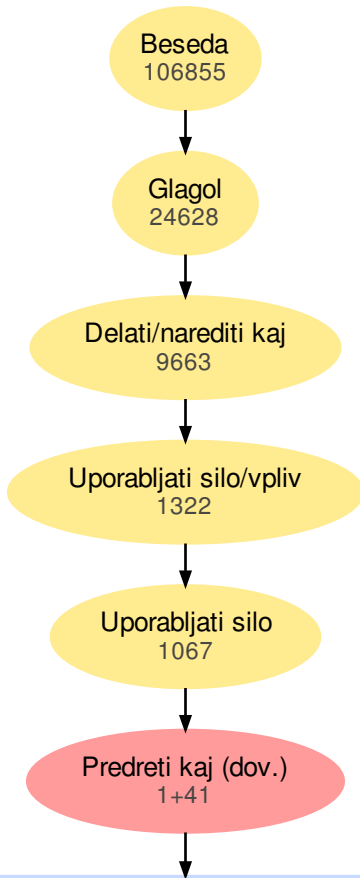 Beseda
106855
Glagol
24628
Delati/narediti kaj
9663
Uporabljati silo/vpliv
1322
Uporabljati silo
1067
Predreti kaj (dov.)
1+41